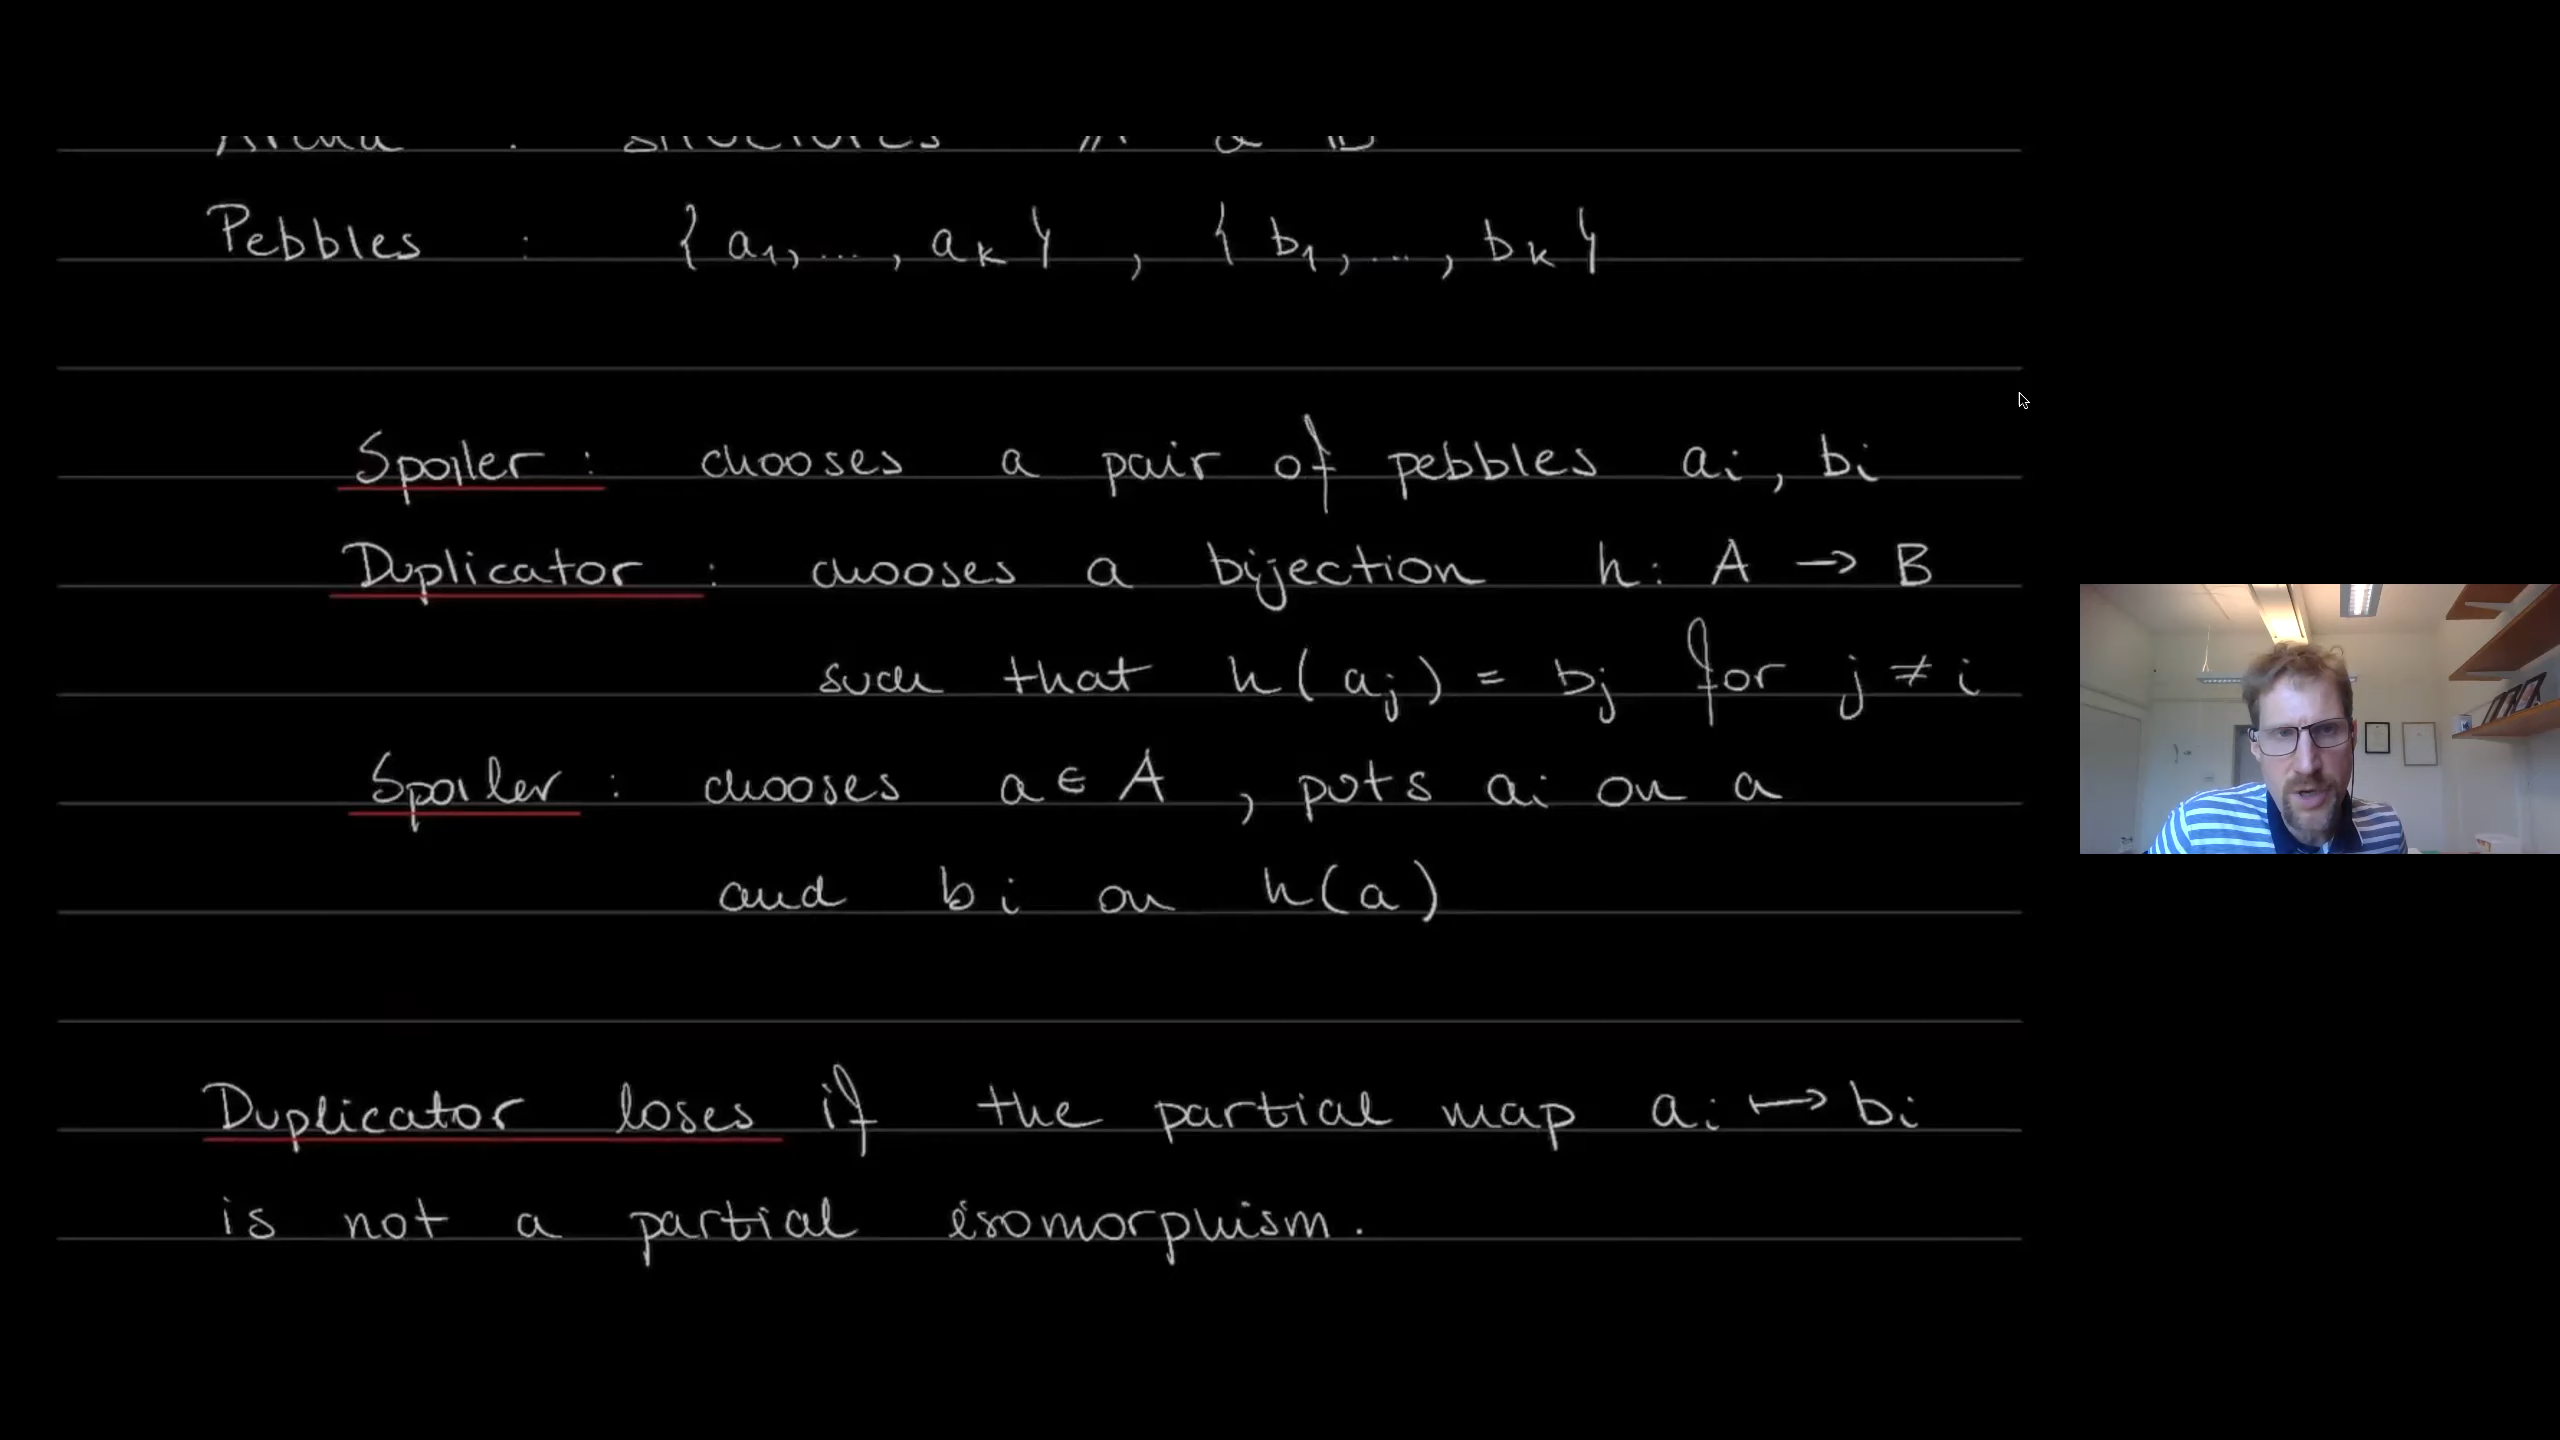 Pebbles : { a₁, ... , aₖ } , { b₁, ... , bₖ }
Spoiler : chooses a pair of pebbles aᵢ , bᵢ
Duplicator : chooses a bijection h : A → B
such that h( aⱼ ) = bⱼ for j ≠ i
Spoiler : chooses a ∈ A , puts aᵢ on a
and bᵢ on h(a)
Duplicator loses if the partial map aᵢ ↦ bᵢ
is not a partial isomorphism.